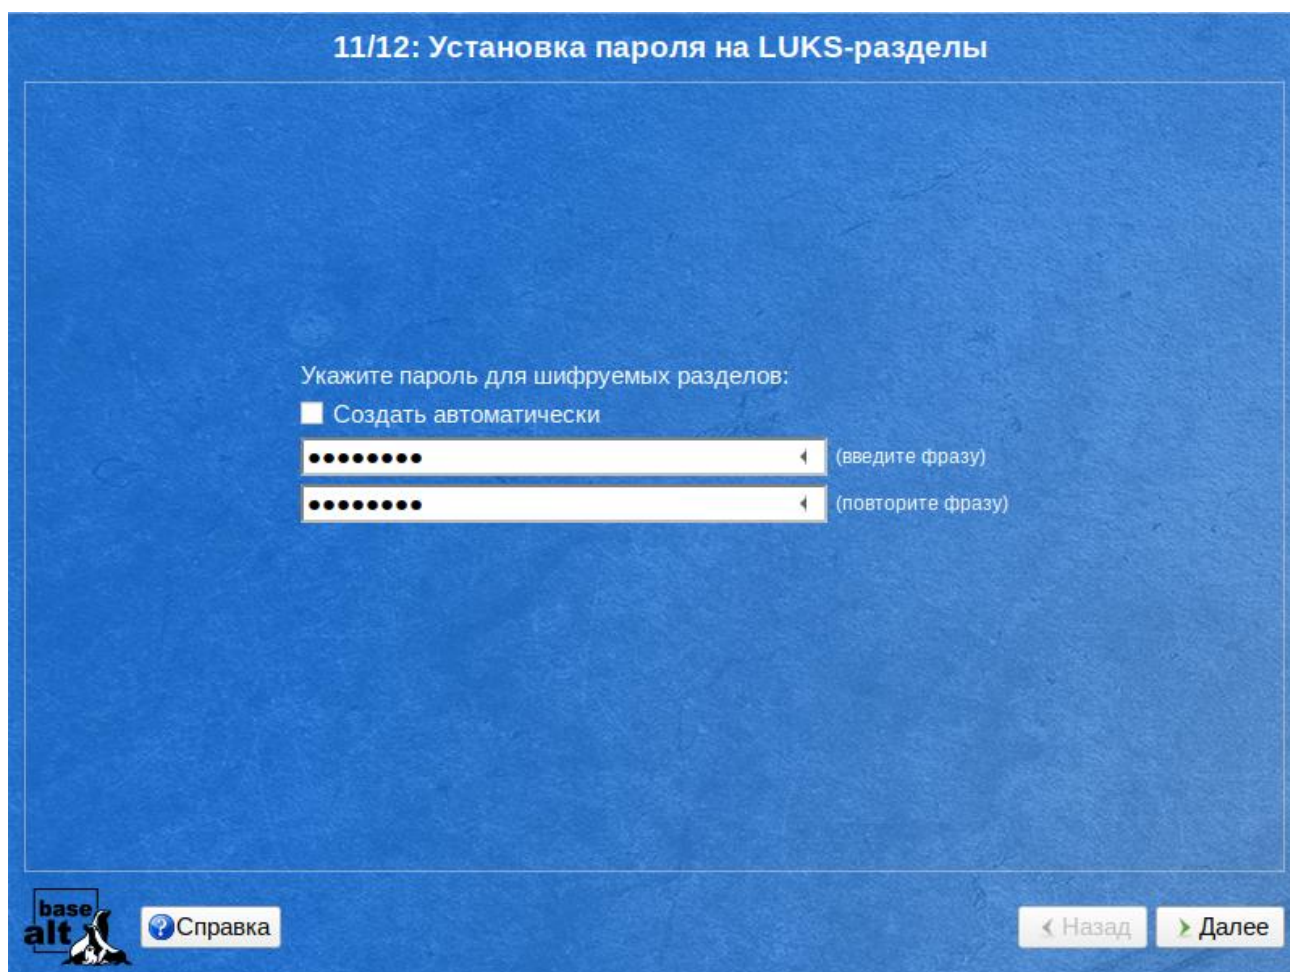 11/12: Установка пароля на LUKS-разделы
Укажите пароль для шифруемых разделов:
Создать автоматически
●●●●●●●● (введите фразу)
●●●●●●●● (повторите фразу)
base
alt
Справка
Назад
Далее